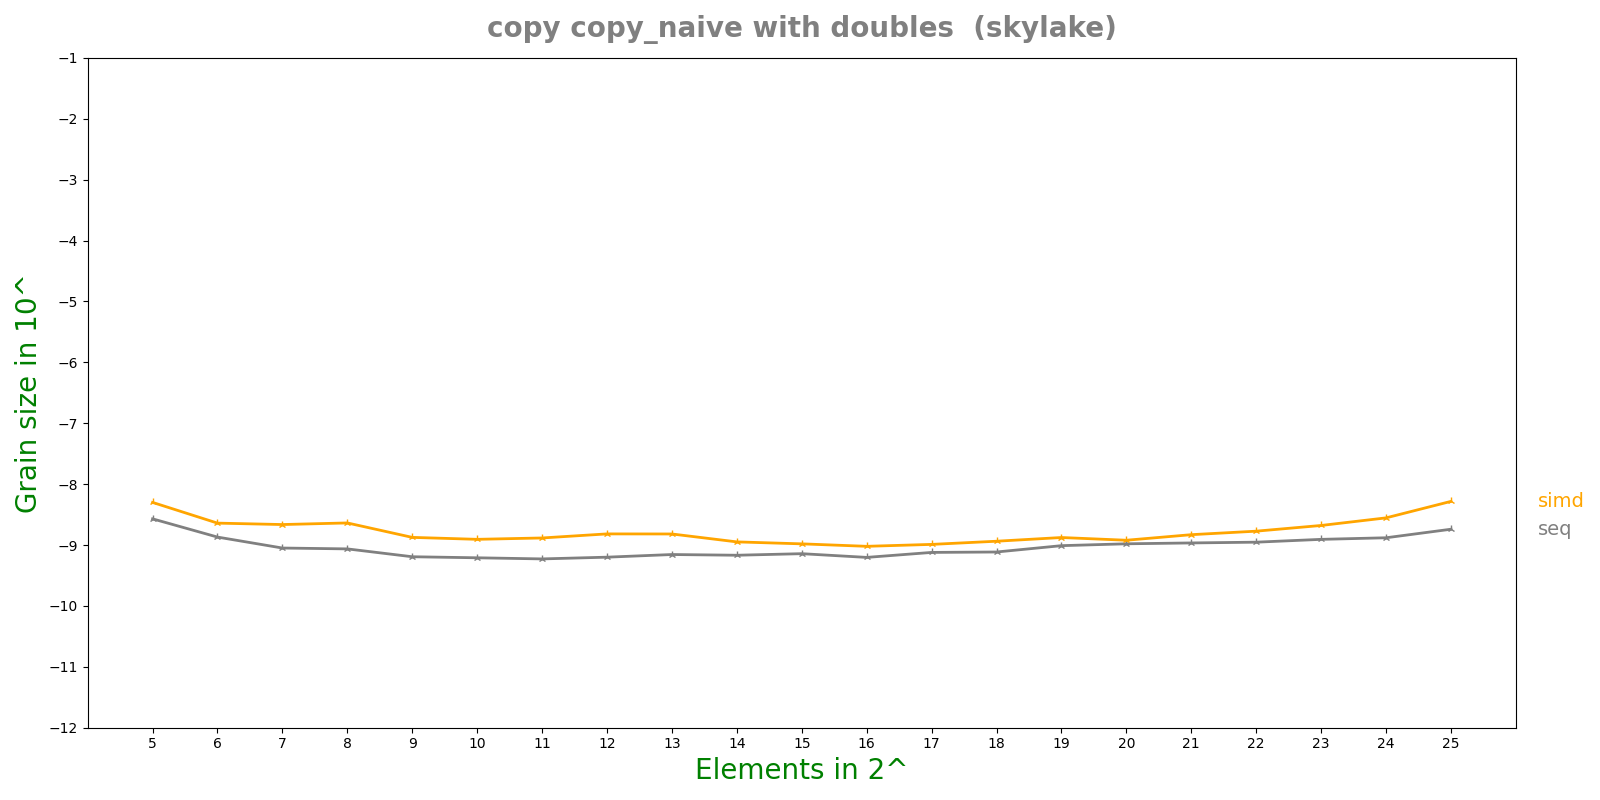 copy copy_naive with doubles  (skylake)
Grain size in 10^
−1
−2
−3
−4
−5
−6
−7
−8
−9
−10
−11
−12
simd
seq
5 6 7 8 9 10 11 12 13 14 15 16 17 18 19 20 21 22 23 24 25
Elements in 2^